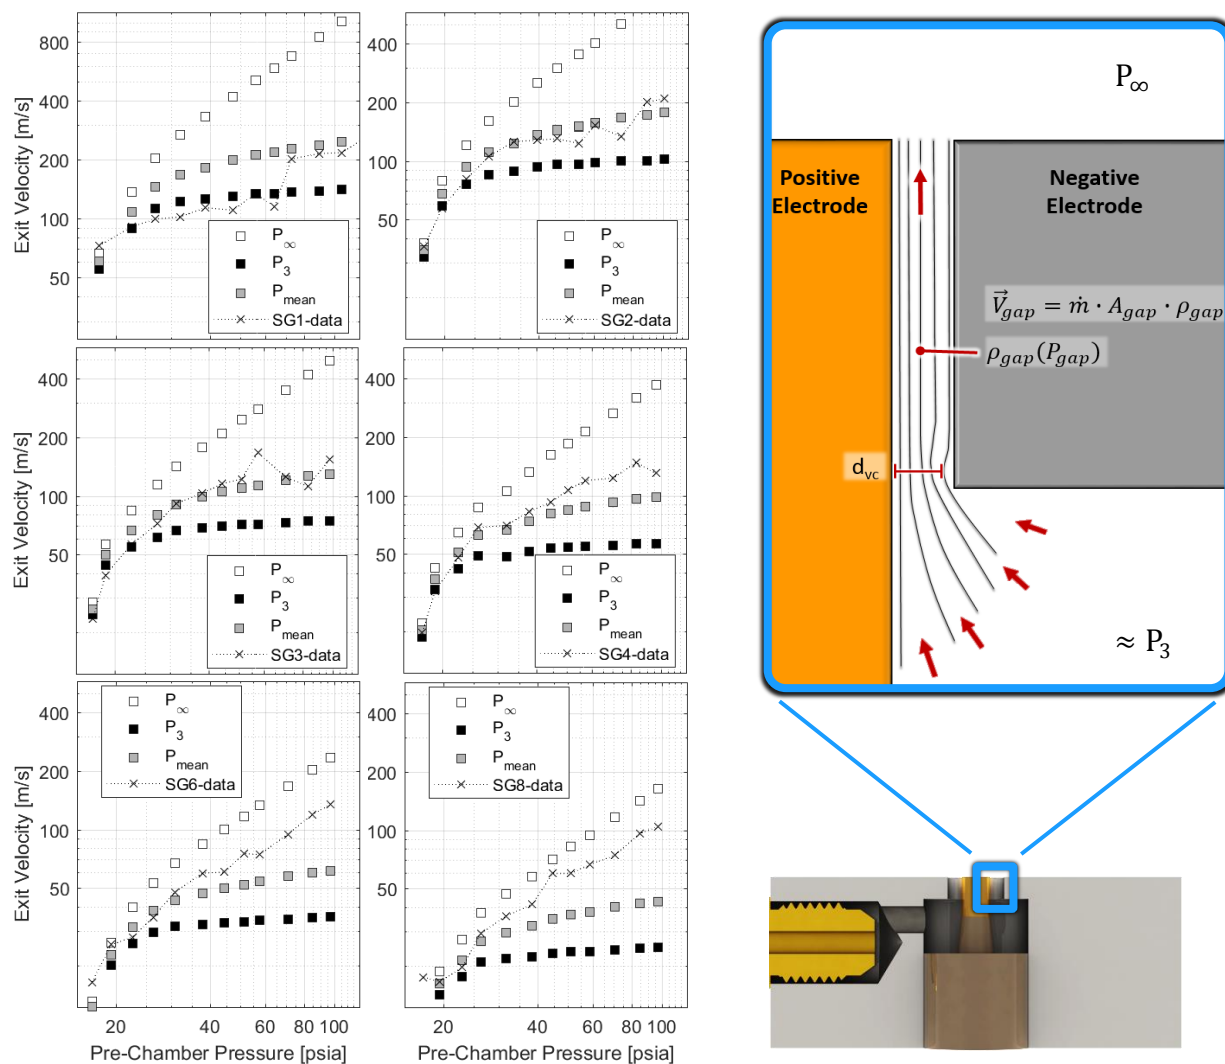 800
400
200
100
50
Exit Velocity [m/s]
P∞
P3
Pmean
SG1-data
400
200
100
50
P∞
P3
Pmean
SG2-data
400
200
100
50
Exit Velocity [m/s]
P∞
P3
Pmean
SG3-data
400
200
100
50
P∞
P3
Pmean
SG4-data
400
200
100
50
Exit Velocity [m/s]
P∞
P3
Pmean
SG6-data
20 40 60 80 100
Pre-Chamber Pressure [psia]
400
200
100
50
P∞
P3
Pmean
SG8-data
20 40 60 80 100
Pre-Chamber Pressure [psia]
P∞
Positive
Electrode
Negative
Electrode
V⃗gap = ṁ · Agap · ρgap
ρgap(Pgap)
dvc
≈ P3